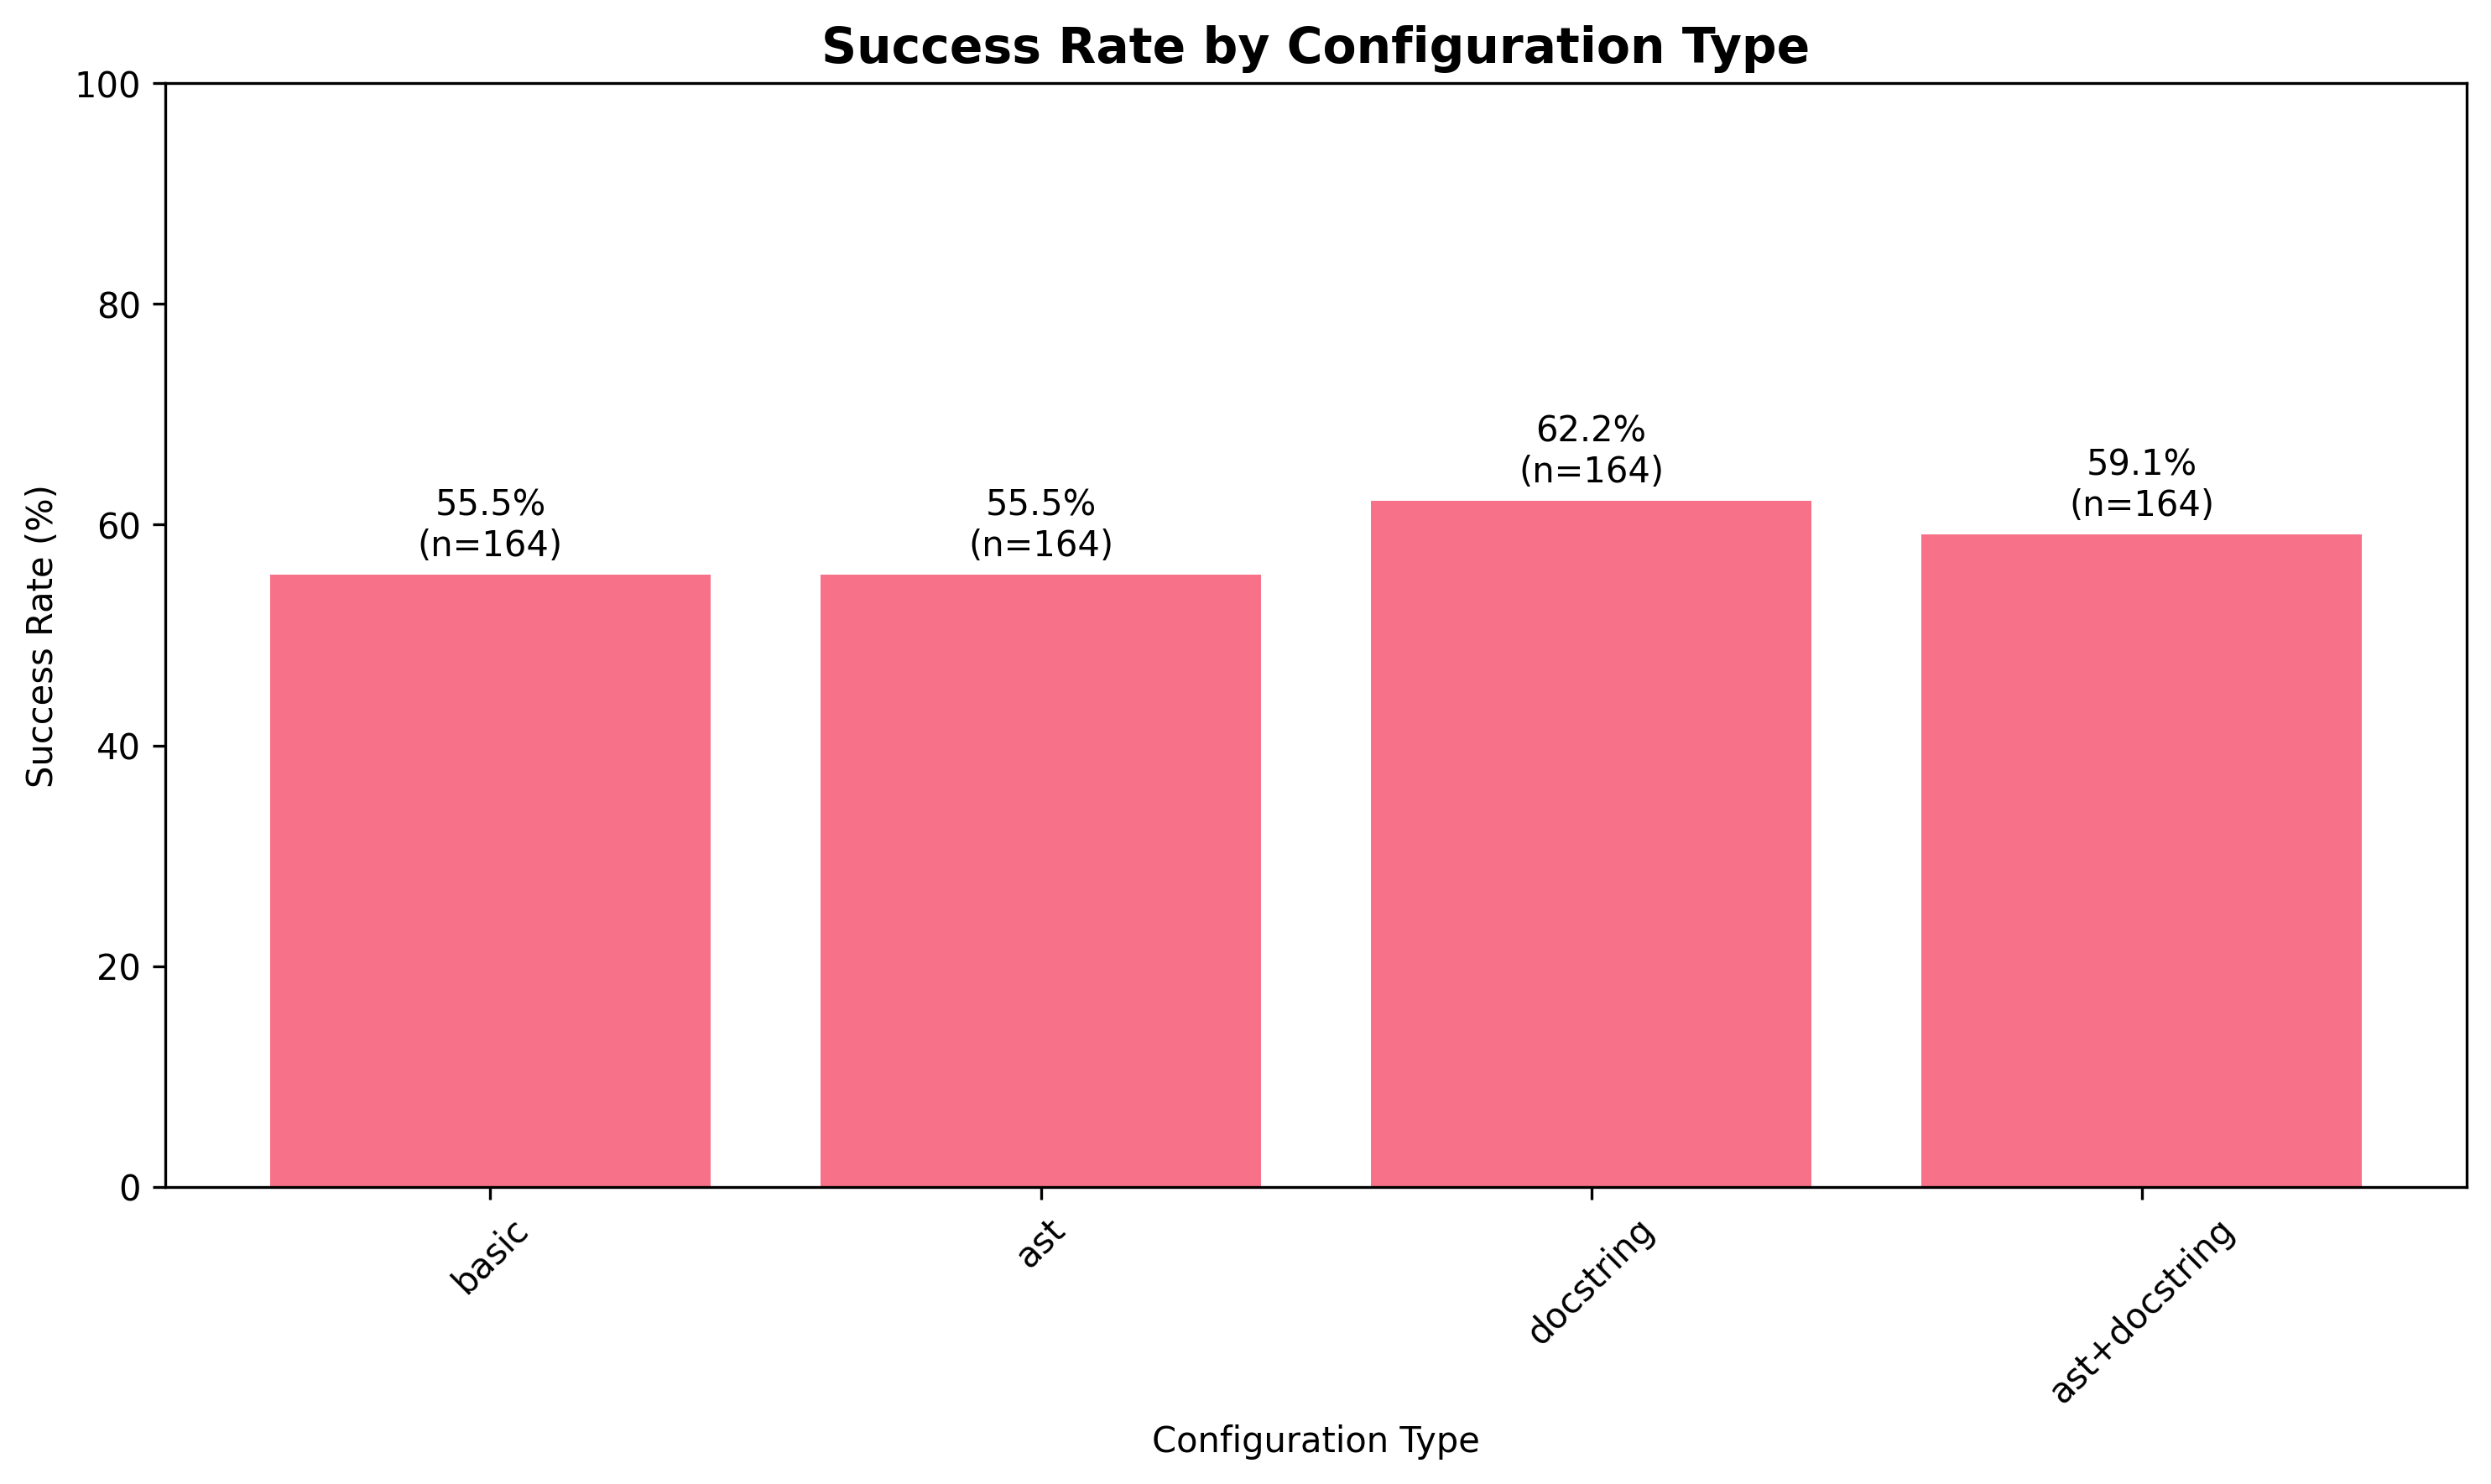 Success Rate by Configuration Type
100
80
60
40
20
0
Success Rate (%)
55.5%
(n=164)
55.5%
(n=164)
62.2%
(n=164)
59.1%
(n=164)
basic
ast
docstring
ast+docstring
Configuration Type